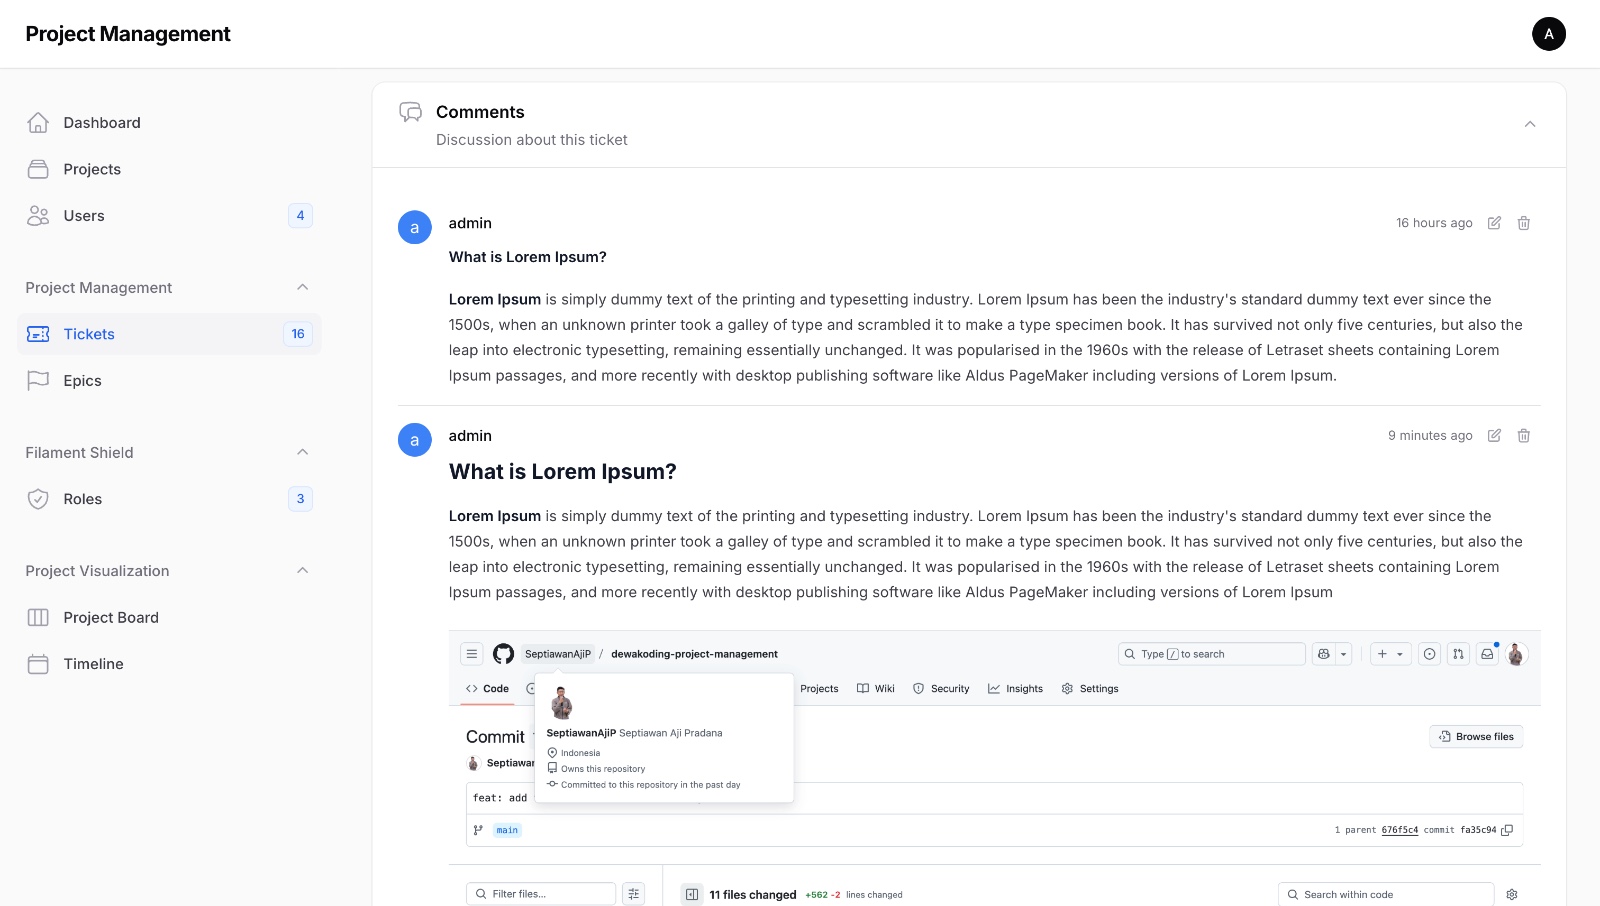 Project Management
A
Dashboard
Projects
Users
4
Project Management
Tickets
16
Epics
Filament Shield
Roles
3
Project Visualization
Project Board
Timeline
Comments
Discussion about this ticket
a
admin
16 hours ago
What is Lorem Ipsum?
Lorem Ipsum is simply dummy text of the printing and typesetting industry. Lorem Ipsum has been the industry's standard dummy text ever since the
1500s, when an unknown printer took a galley of type and scrambled it to make a type specimen book. It has survived not only five centuries, but also the
leap into electronic typesetting, remaining essentially unchanged. It was popularised in the 1960s with the release of Letraset sheets containing Lorem
Ipsum passages, and more recently with desktop publishing software like Aldus PageMaker including versions of Lorem Ipsum.
a
admin
9 minutes ago
What is Lorem Ipsum?
Lorem Ipsum is simply dummy text of the printing and typesetting industry. Lorem Ipsum has been the industry's standard dummy text ever since the
1500s, when an unknown printer took a galley of type and scrambled it to make a type specimen book. It has survived not only five centuries, but also the
leap into electronic typesetting, remaining essentially unchanged. It was popularised in the 1960s with the release of Letraset sheets containing Lorem
Ipsum passages, and more recently with desktop publishing software like Aldus PageMaker including versions of Lorem Ipsum
SeptiawanAjiP / dewakoding-project-management
Type / to search
Code
Projects
Wiki
Security
Insights
Settings
SeptiawanAjiP Septiawan Aji Pradana
Indonesia
Owns this repository
Committed to this repository in the past day
Commit
Browse files
Septiawan
feat: add
main
1 parent 676f5c4 commit fa35c94
Filter files...
11 files changed +562 -2 lines changed
Search within code